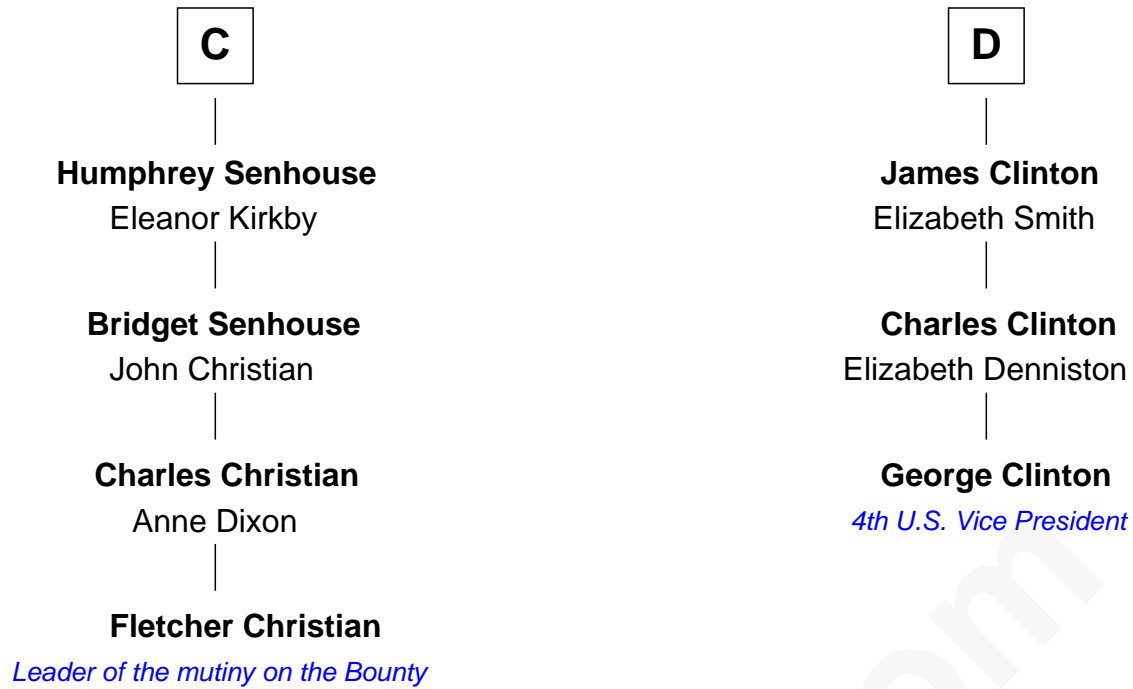 C
Humphrey Senhouse
Eleanor Kirkby
Bridget Senhouse
John Christian
Charles Christian
Anne Dixon
Fletcher Christian
Leader of the mutiny on the Bounty
D
James Clinton
Elizabeth Smith
Charles Clinton
Elizabeth Denniston
George Clinton
4th U.S. Vice President
om